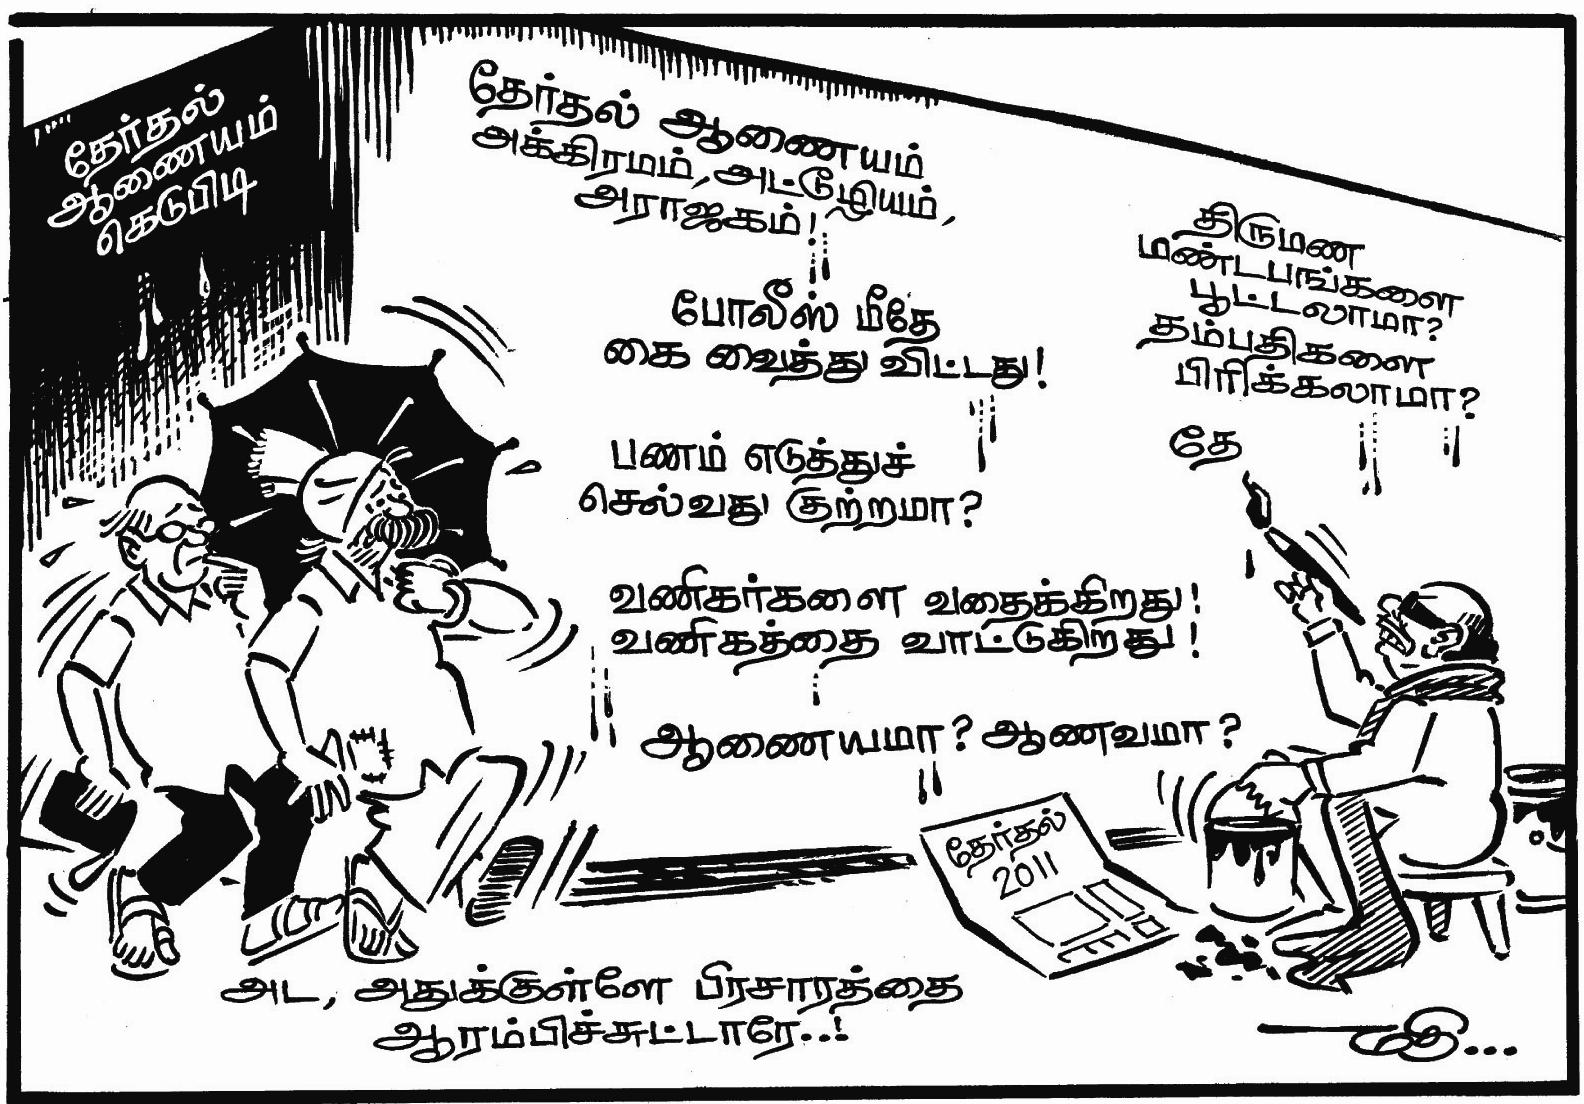 தேர்தல்
ஆணையம்
கெடுபிடி
தேர்தல் ஆணையம்
அக்கிரமம், அட்டூழியம்,
அராஜகம்!
போலீஸ் மீதே
கை வைத்து விட்டது!
பணம் எடுத்துச்
செல்வது குற்றமா?
வணிகர்களை வதைக்கிறது!
வணிகத்தை வாட்டுகிறது!
ஆணையமா? ஆணவமா?
திருமண
மண்டபங்களை
பூட்டலாமா?
தம்பதிகளை
பிரிக்கலாமா?
தே
தேர்தல்
2011
அட, அதுக்குள்ளே பிரசாரத்தை
ஆரம்பிச்சுட்டாரே..!
மதி...